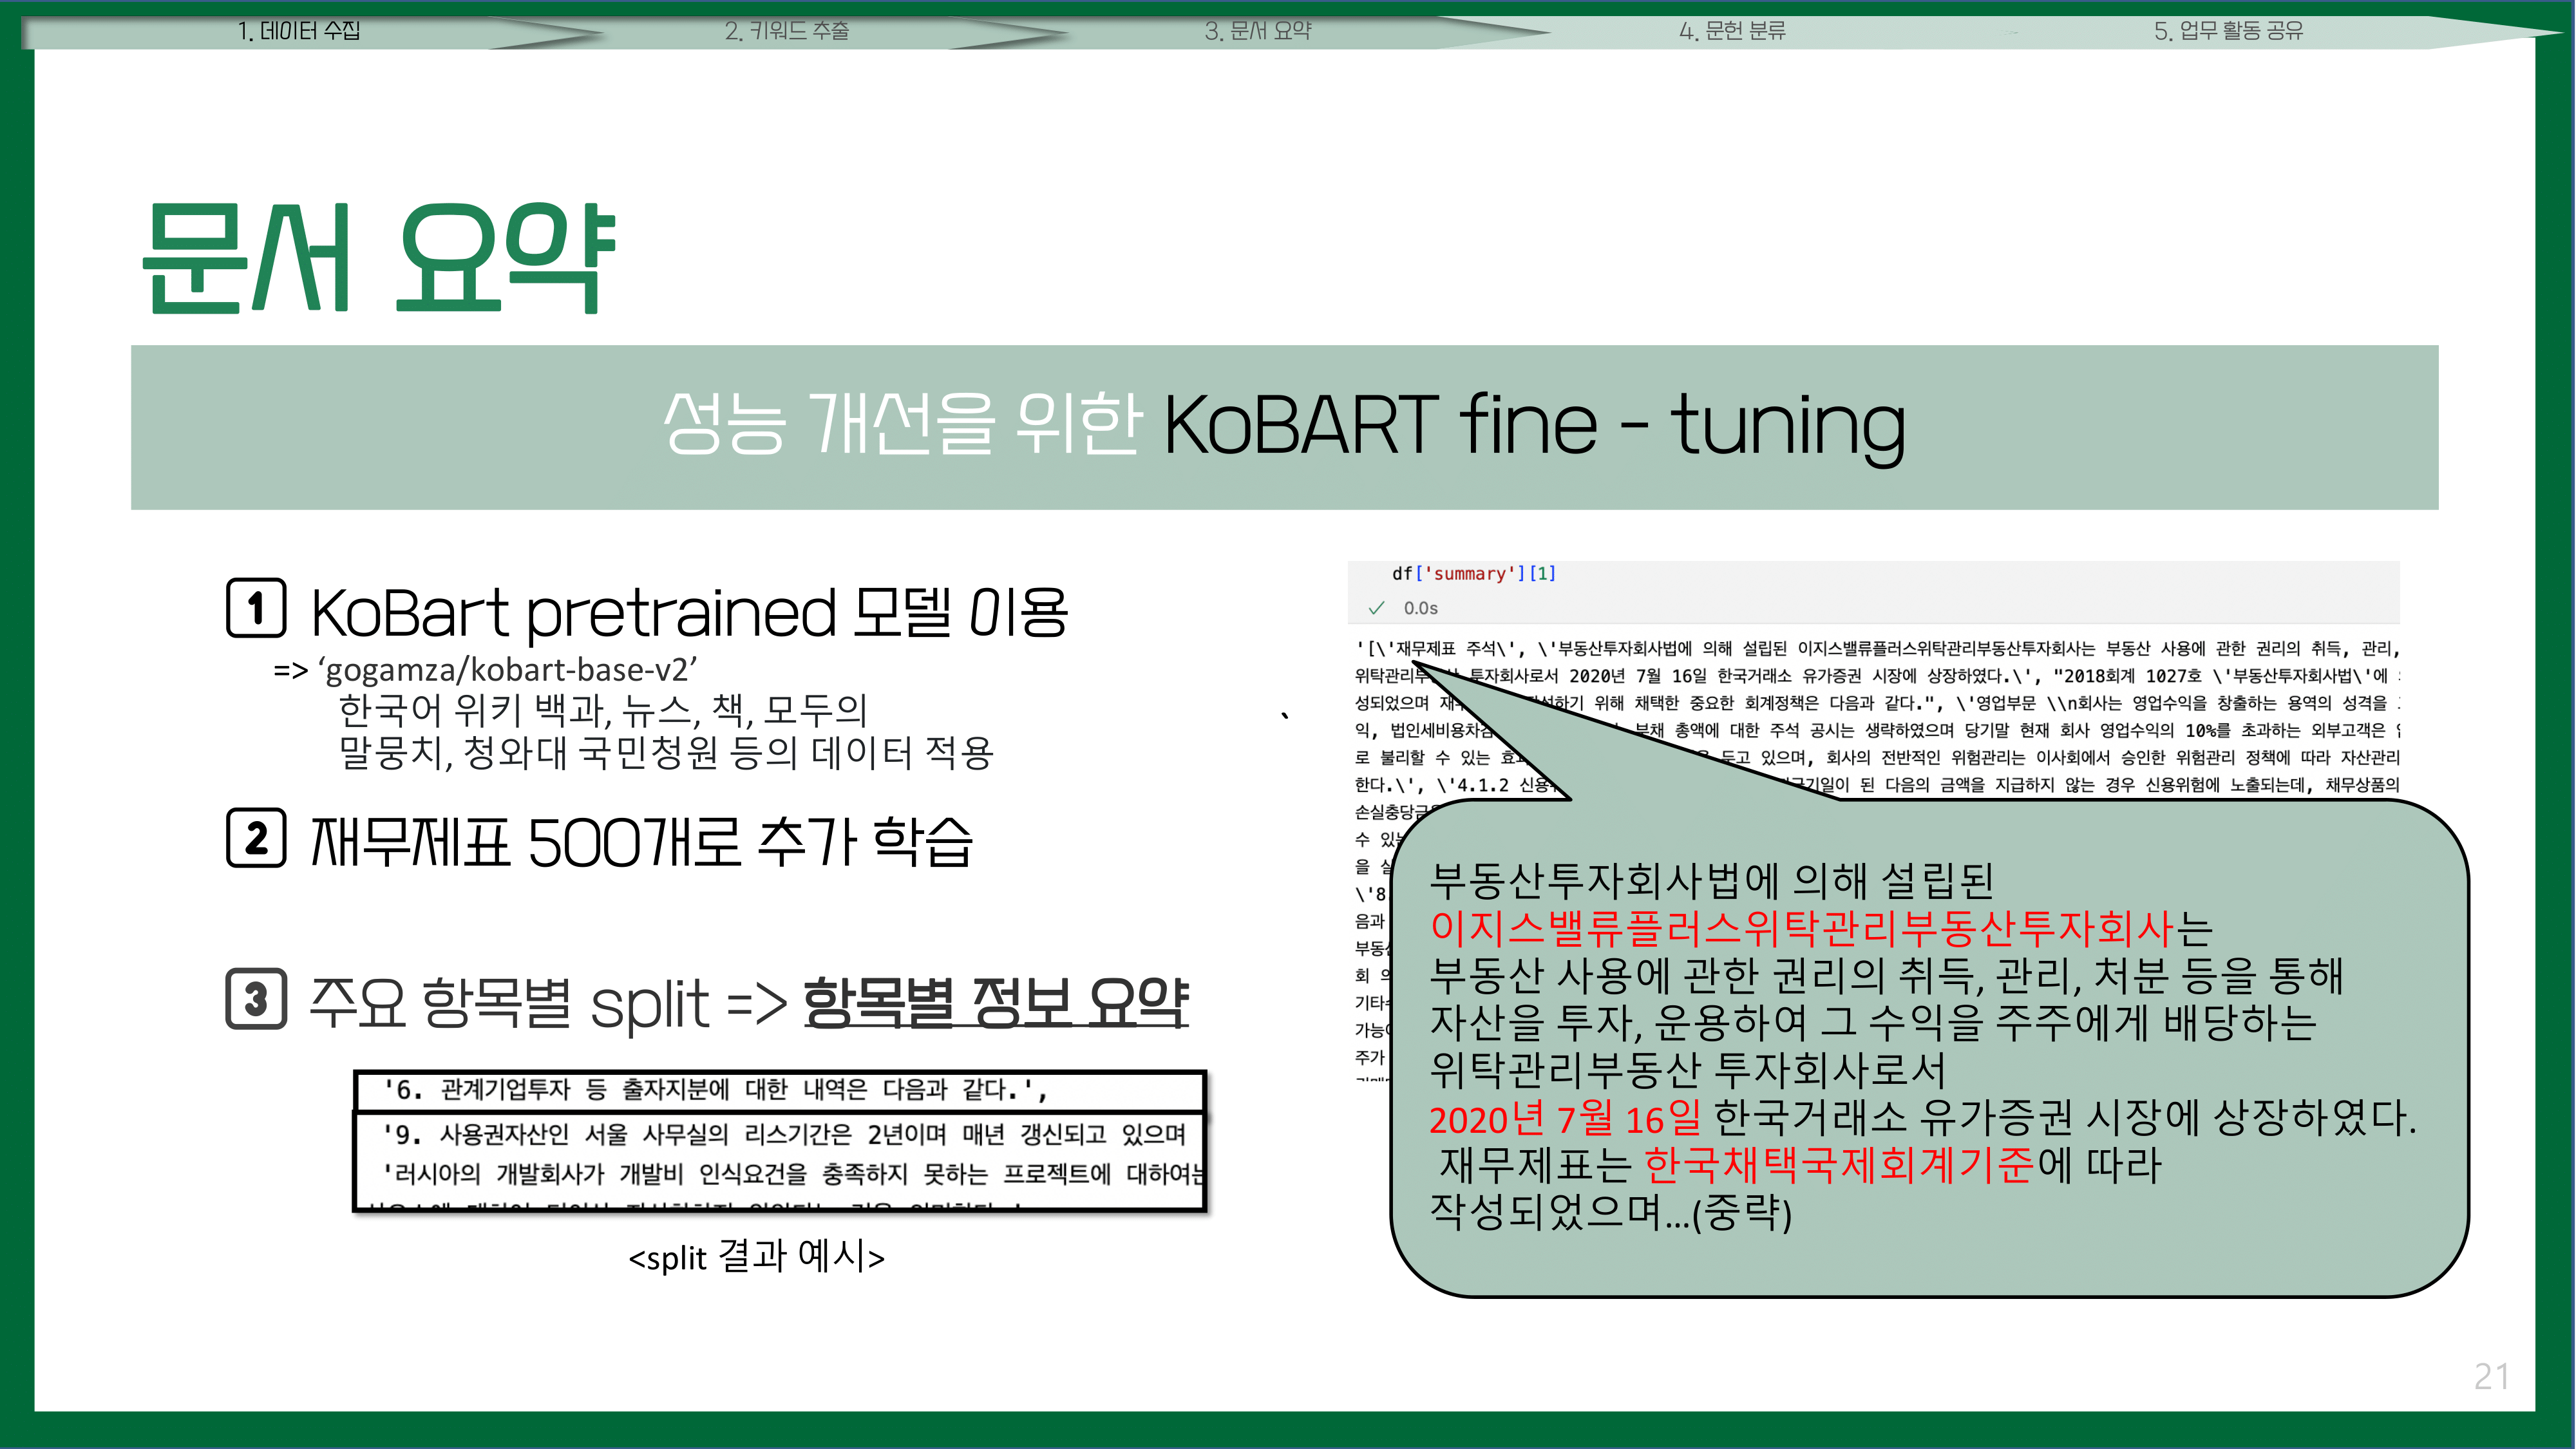 1. 데이터 수집
2. 키워드 추출
3. 문서 요약
4. 문헌 분류
5. 업무 활동 공유
문서 요약
성능 개선을 위한 KoBART fine - tuning
1 KoBart pretrained 모델 이용
=> ‘gogamza/kobart-base-v2’
한국어 위키 백과, 뉴스, 책, 모두의
말뭉치, 청와대 국민청원 등의 데이터 적용
2 재무제표 500개로 추가 학습
3 주요 항목별 split => 항목별 정보 요약
'6. 관계기업투자 등 출자지분에 대한 내역은 다음과 같다.',
'9. 사용권자산인 서울 사무실의 리스기간은 2년이며 매년 갱신되고 있으며
'러시아의 개발회사가 개발비 인식요건을 충족하지 못하는 프로젝트에 대하여는
<split 결과 예시>
`
df['summary'][1]
✓ 0.0s
'[\'재무제표 주석\', \'부동산투자회사법에 의해 설립된 이지스밸류플러스위탁관리부동산투자회사는 부동산 사용에 관한 권리의 취득, 관리,
위탁관리부 투자회사로서 2020년 7월 16일 한국거래소 유가증권 시장에 상장하였다.\', "2018회계 1027호 \'부동산투자회사법\'에
성되었으며 하기 위해 채택한 중요한 회계정책은 다음과 같다.", \'영업부문 \\n회사는 영업수익을 창출하는 용역의 성격을
익, 법인세비용차감 부채 총액에 대한 주석 공시는 생략하였으며 당기말 현재 회사 영업수익의 10%를 초과하는 외부고객은
로 불리할 수 있는 두고 있으며, 회사의 전반적인 위험관리는 이사회에서 승인한 위험관리 정책에 따라 자산관리
한다.\', \'4.1.2 신용 기일이 된 다음의 금액을 지급하지 않는 경우 신용위험에 노출되는데, 채무상품의
손실충당금
수 있
을
\'8
음과
부동
회
기타
가능
주가
부동산투자회사법에 의해 설립된
이지스밸류플러스위탁관리부동산투자회사는
부동산 사용에 관한 권리의 취득, 관리, 처분 등을 통해
자산을 투자, 운용하여 그 수익을 주주에게 배당하는
위탁관리부동산 투자회사로서
2020년 7월 16일 한국거래소 유가증권 시장에 상장하였다.
재무제표는 한국채택국제회계기준에 따라
작성되었으며...(중략)
21